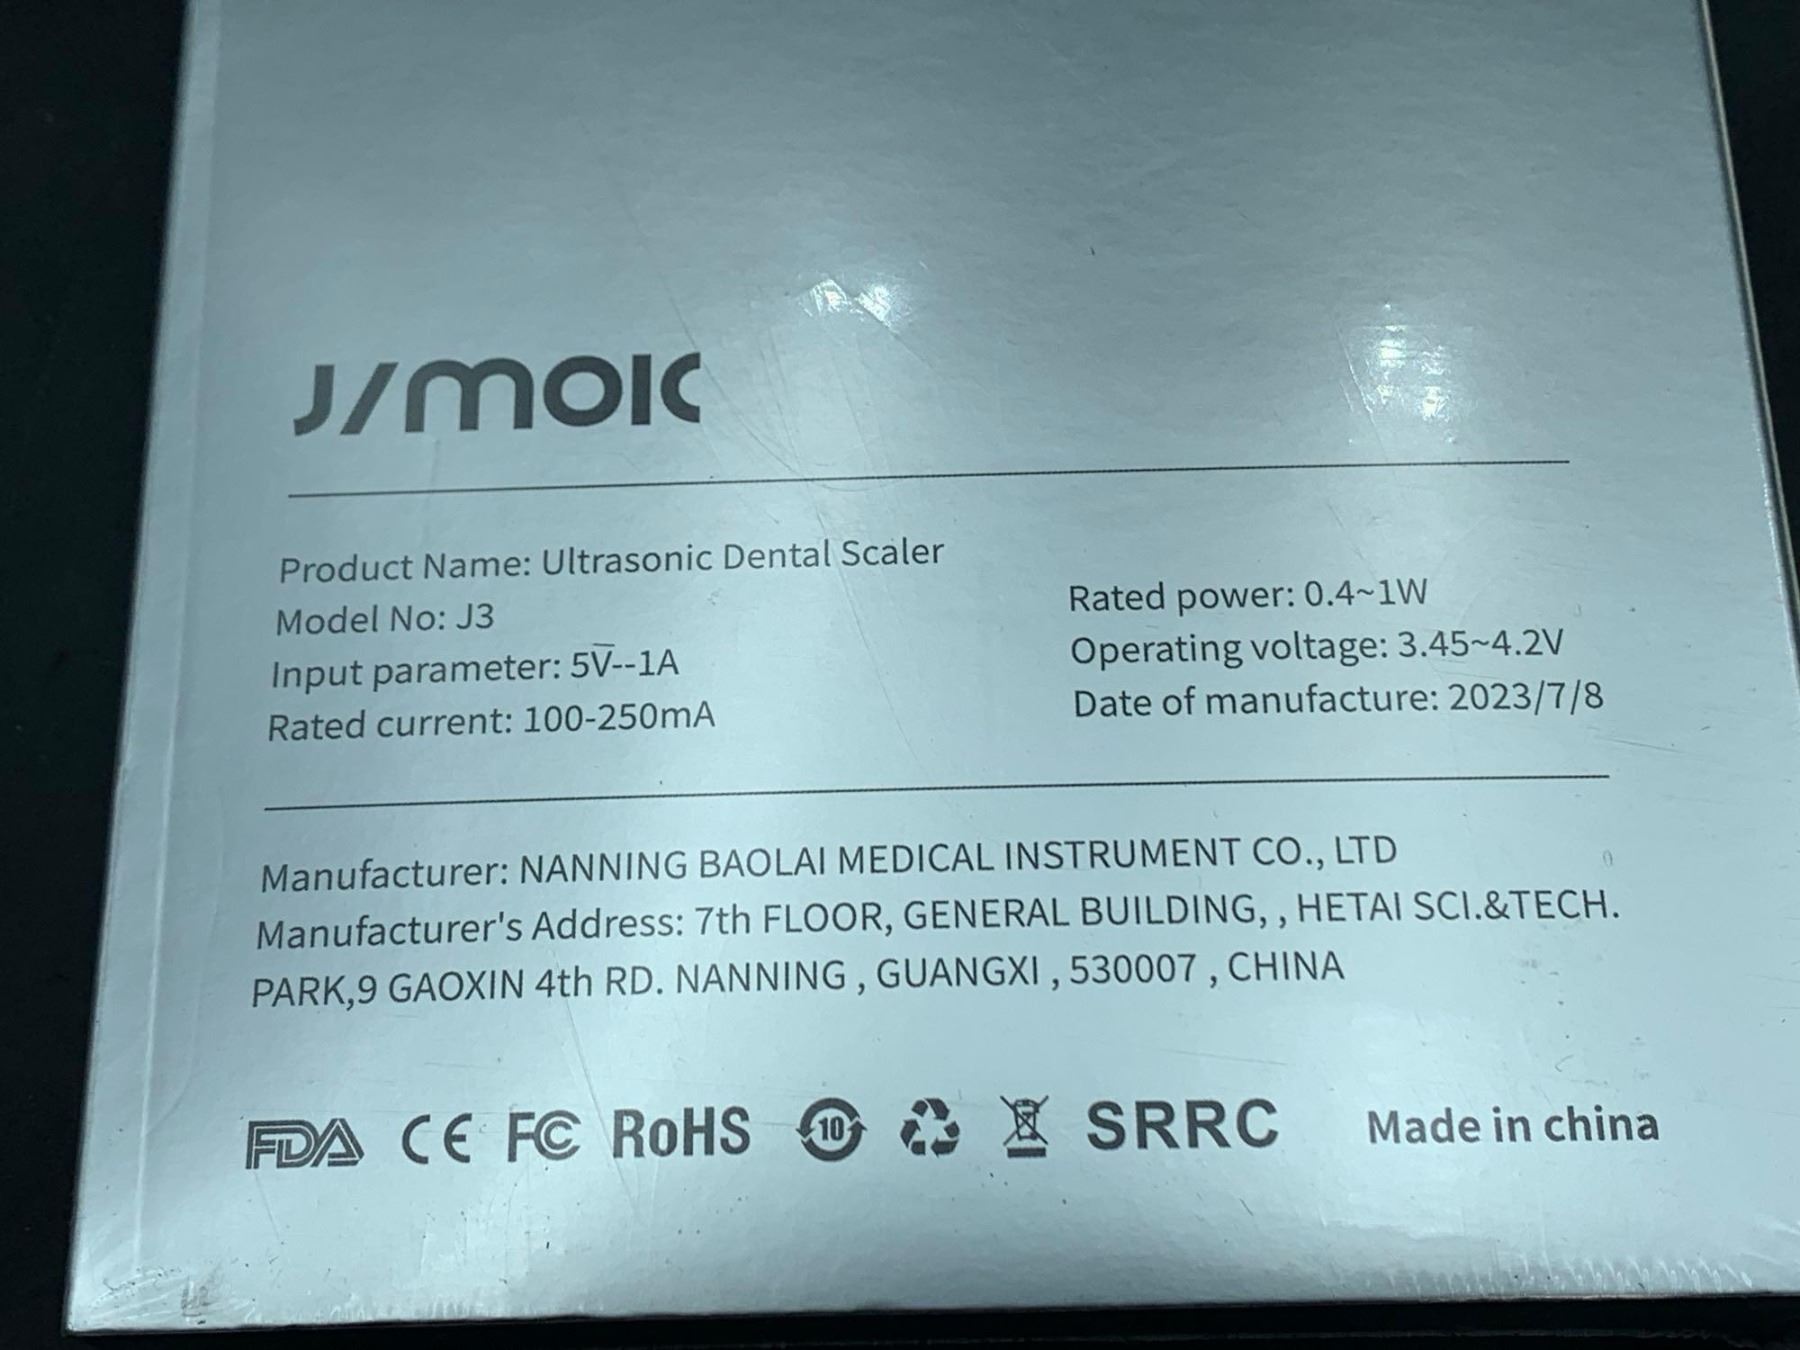 J/MOIC
Product Name: Ultrasonic Dental Scaler
Model No: J3
Input parameter: 5V--1A
Rated current: 100-250mA
Rated power: 0.4~1W
Operating voltage: 3.45~4.2V
Date of manufacture: 2023/7/8
Manufacturer: NANNING BAOLAI MEDICAL INSTRUMENT CO., LTD
Manufacturer's Address: 7th FLOOR, GENERAL BUILDING, , HETAI SCI.&TECH.
PARK,9 GAOXIN 4th RD. NANNING , GUANGXI , 530007 , CHINA
FDA CE FC RoHS 10 SRRC Made in china